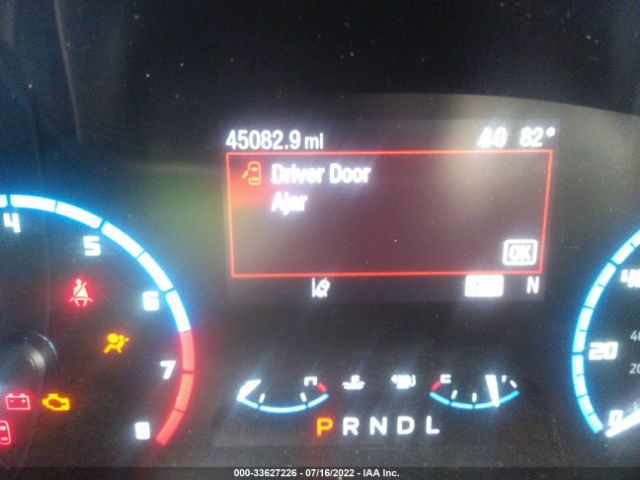 45082.9 mi 82°
Driver Door
Ajar
OK
N
4
5
6
7
8
20
0
PRNDL
000-33627226 - 07/16/2022 - IAA Inc.